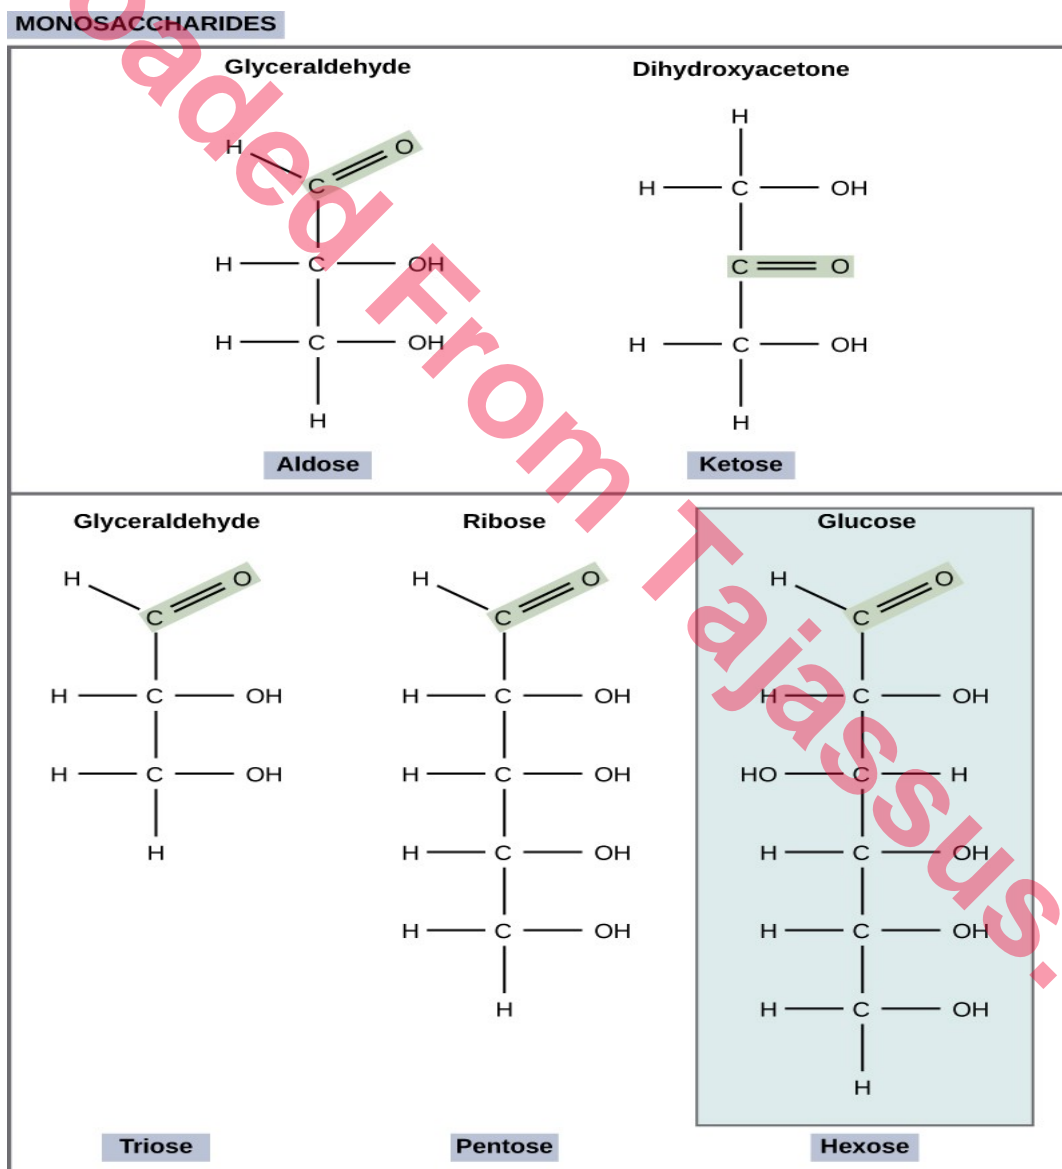 MONOSACCHARIDES
Glyceraldehyde Dihydroxyacetone
H
H O
C
H C OH
H C OH
C O
H C OH
H C OH
H
H
Aldose Ketose
Glyceraldehyde Ribose Glucose
H O H O H O
C C C
H C OH H C OH H C OH
H C OH H C OH HO C H
H H C OH H C OH
H C OH H C OH
H H C OH
H
Triose Pentose Hexose
oaded From Tajassus.